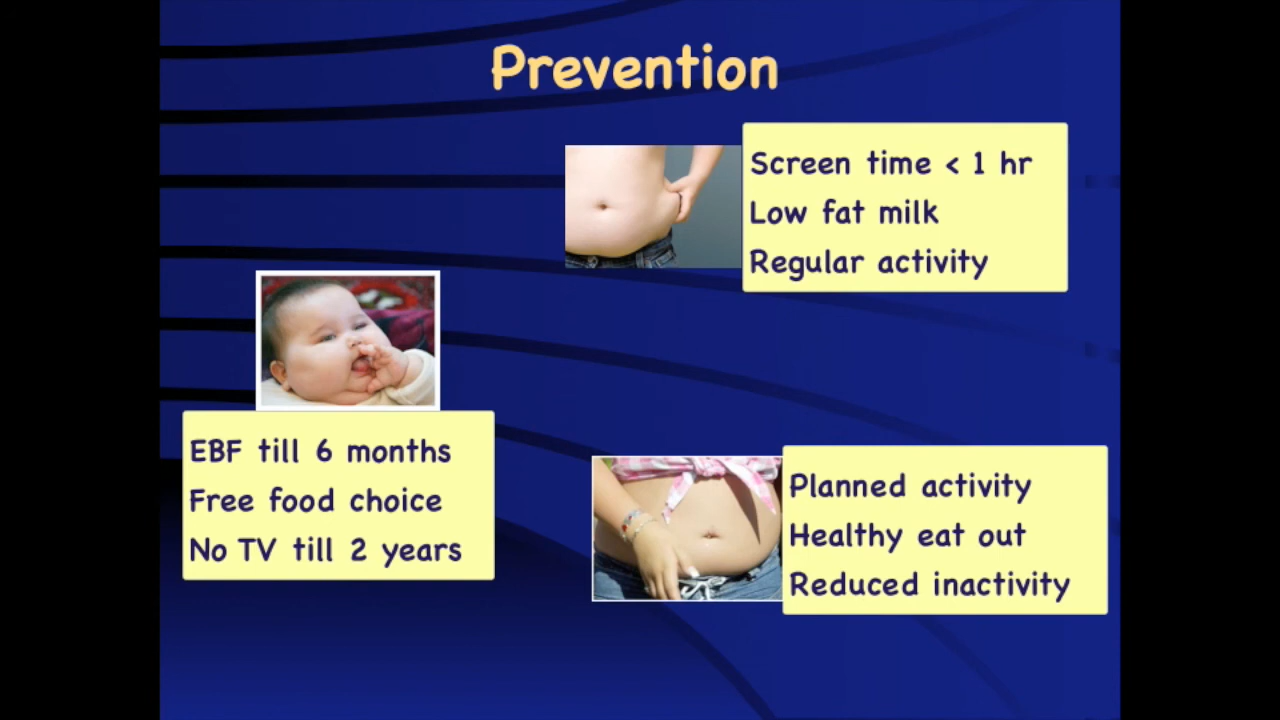 Prevention
Screen time < 1 hr
Low fat milk
Regular activity
EBF till 6 months
Free food choice
No TV till 2 years
Planned activity
Healthy eat out
Reduced inactivity